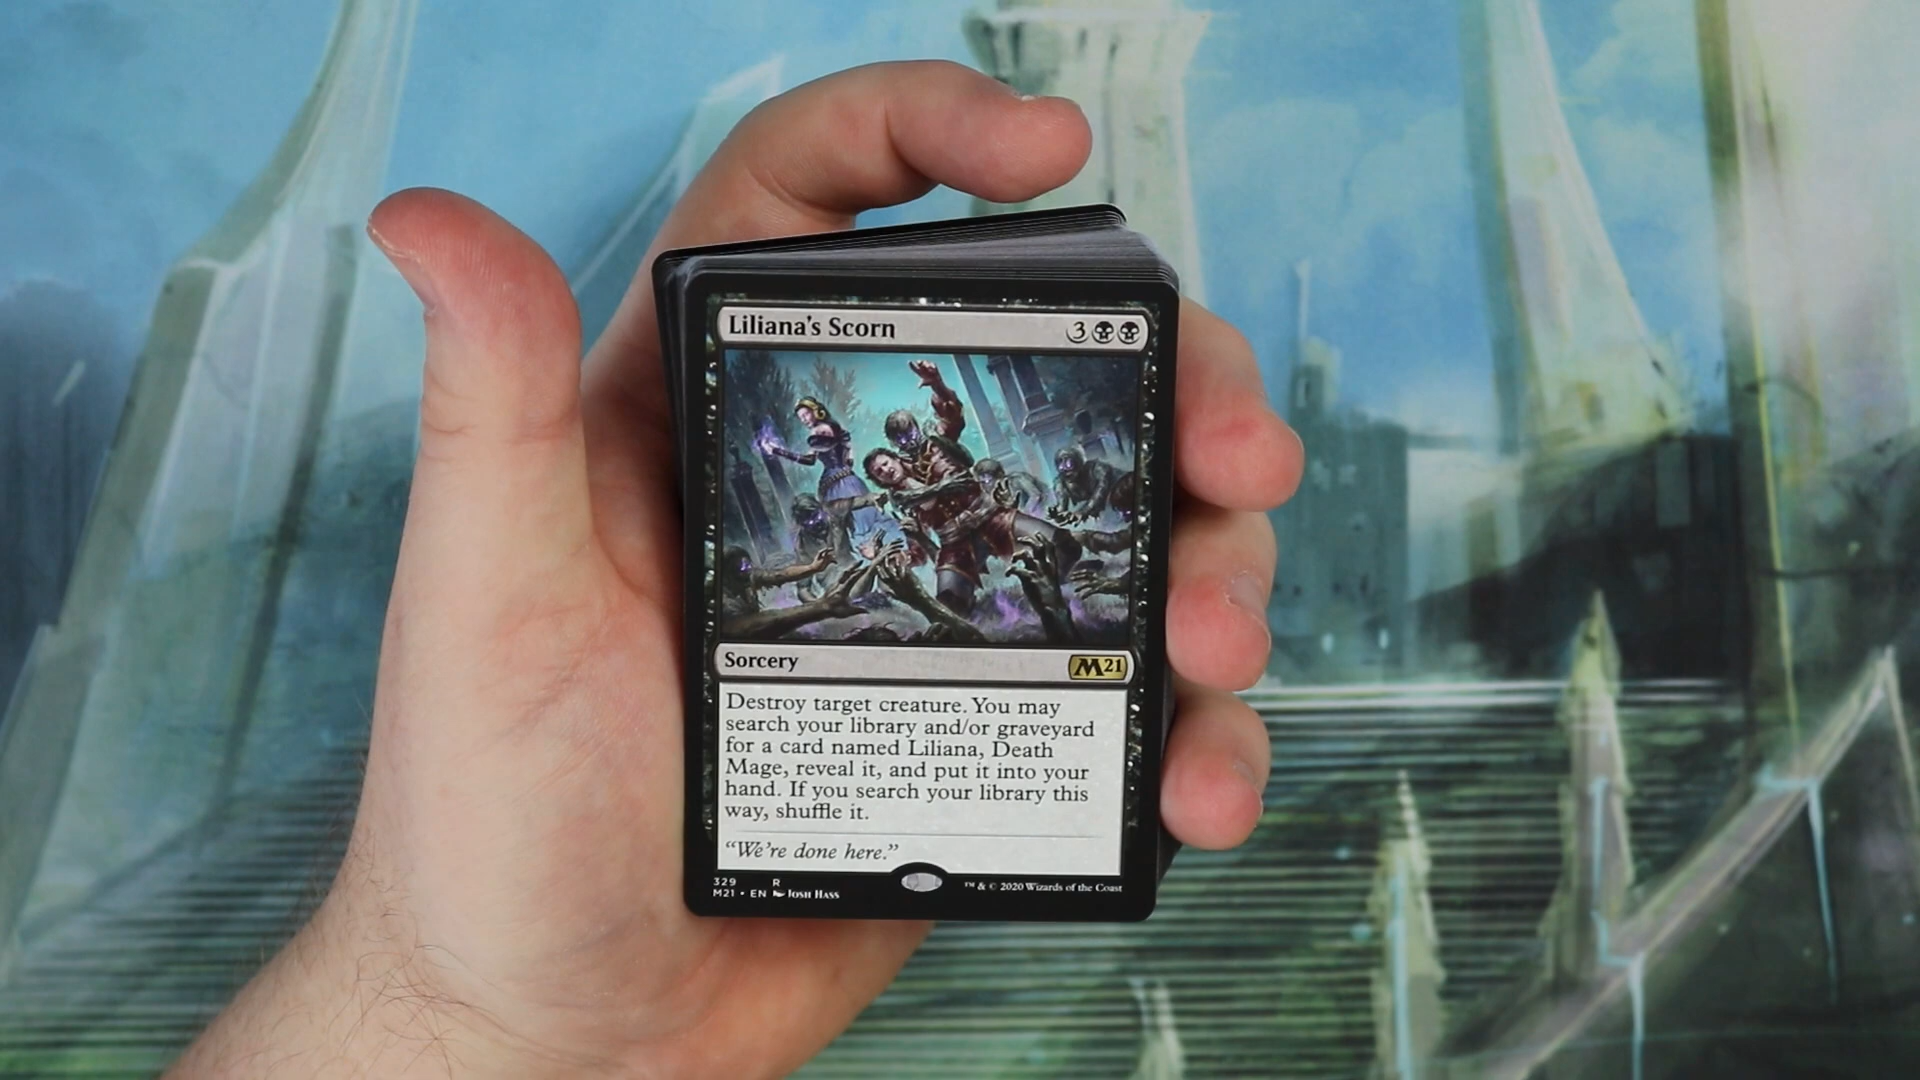 Liliana's Scorn 3
Sorcery M21
Destroy target creature. You may
search your library and/or graveyard
for a card named Liliana, Death
Mage, reveal it, and put it into your
hand. If you search your library this
way, shuffle it.
“We're done here.”
329 R
M21 • EN Josh Hass ™ & © 2020 Wizards of the Coast